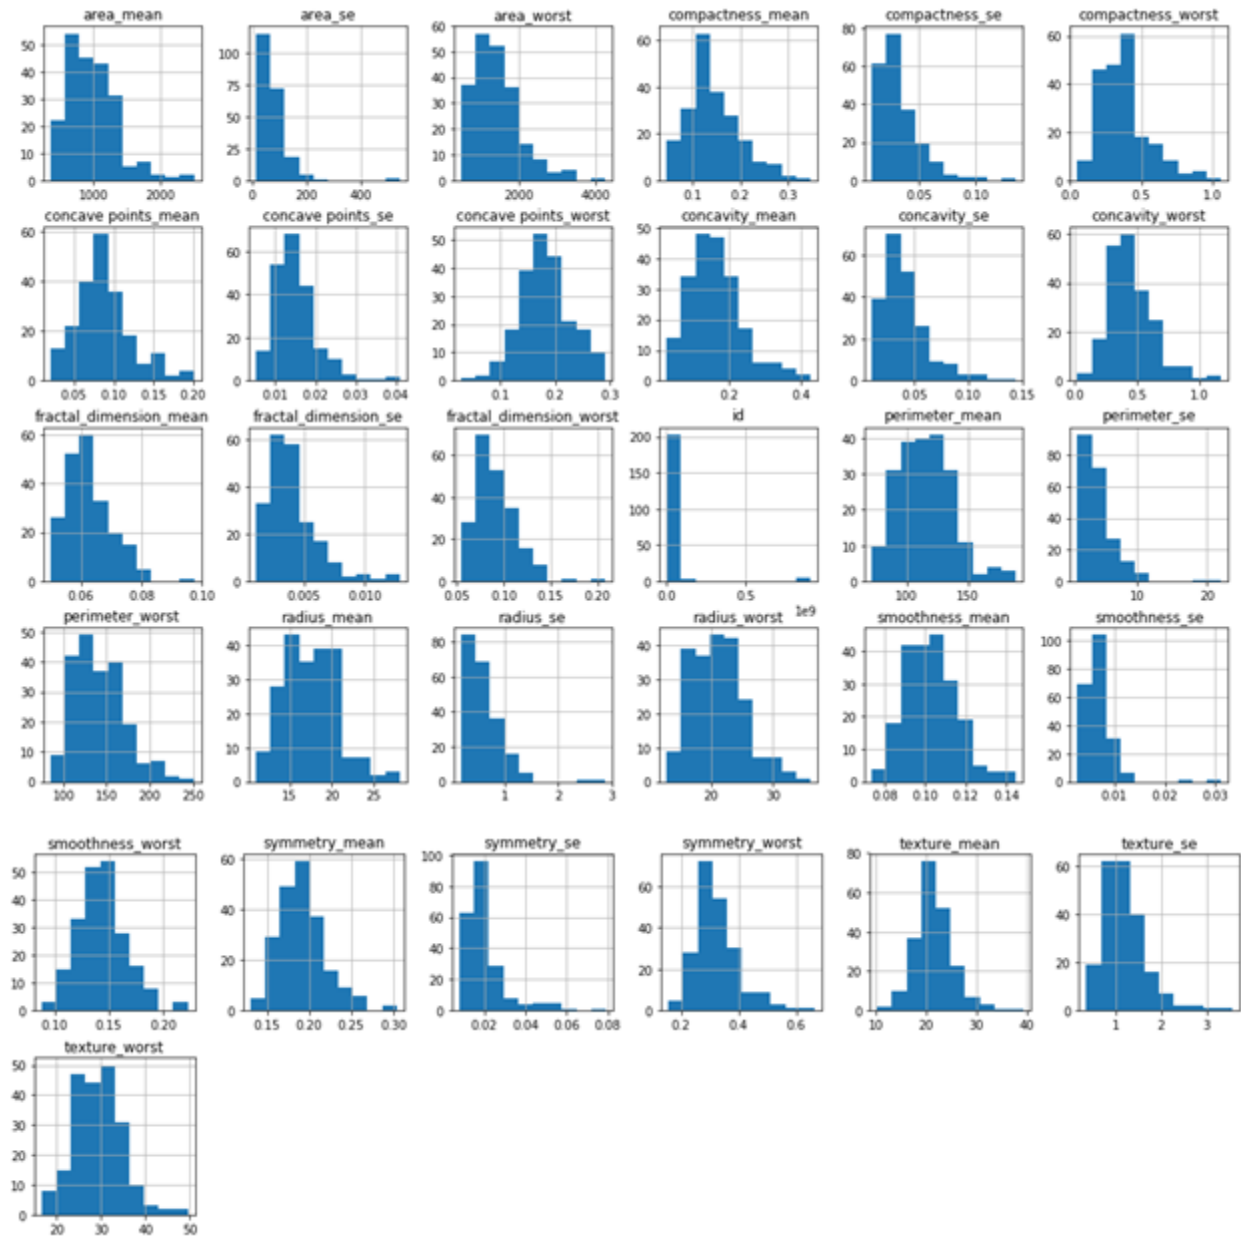 area_mean area_se area_worst compactness_mean compactness_se compactness_worst
50 40 30 20 10 0 1000 2000
100 75 50 25 0 0 200 400
60 50 40 30 20 10 0 2000 4000
60 40 20 0 0.1 0.2 0.3
80 60 40 20 0 0.05 0.10
60 40 20 0 0.0 0.5 1.0
concave points_mean concave points_se concave points_worst concavity_mean concavity_se concavity_worst
60 40 20 0 0.05 0.10 0.15 0.20
60 40 20 0 0.01 0.02 0.03 0.04
50 40 30 20 10 0 0.1 0.2 0.3
50 40 30 20 10 0 0.2 0.4
60 40 20 0 0.05 0.10 0.15
60 40 20 0 0.0 0.5 1.0
fractal_dimension_mean fractal_dimension_se fractal_dimension_worst id perimeter_mean perimeter_se
60 40 20 0 0.06 0.08 0.10
60 40 20 0 0.005 0.010
60 40 20 0 0.05 0.10 0.15 0.20
200 150 100 50 0 0.0 0.5 1e9
40 30 20 10 0 100 150
80 60 40 20 0 10 20
perimeter_worst radius_mean radius_se radius_worst smoothness_mean smoothness_se
50 40 30 20 10 0 100 150 200 250
40 30 20 10 0 15 20 25
80 60 40 20 0 1 2 3
40 30 20 10 0 20 30
40 30 20 10 0 0.08 0.10 0.12 0.14
100 80 60 40 20 0 0.01 0.02 0.03
smoothness_worst symmetry_mean symmetry_se symmetry_worst texture_mean texture_se
50 40 30 20 10 0 0.10 0.15 0.20
60 50 40 30 20 10 0 0.15 0.20 0.25 0.30
100 80 60 40 20 0 0.02 0.04 0.06 0.08
60 40 20 0 0.2 0.4 0.6
80 60 40 20 0 10 20 30 40
60 40 20 0 1 2 3
texture_worst
50 40 30 20 10 0 20 30 40 50